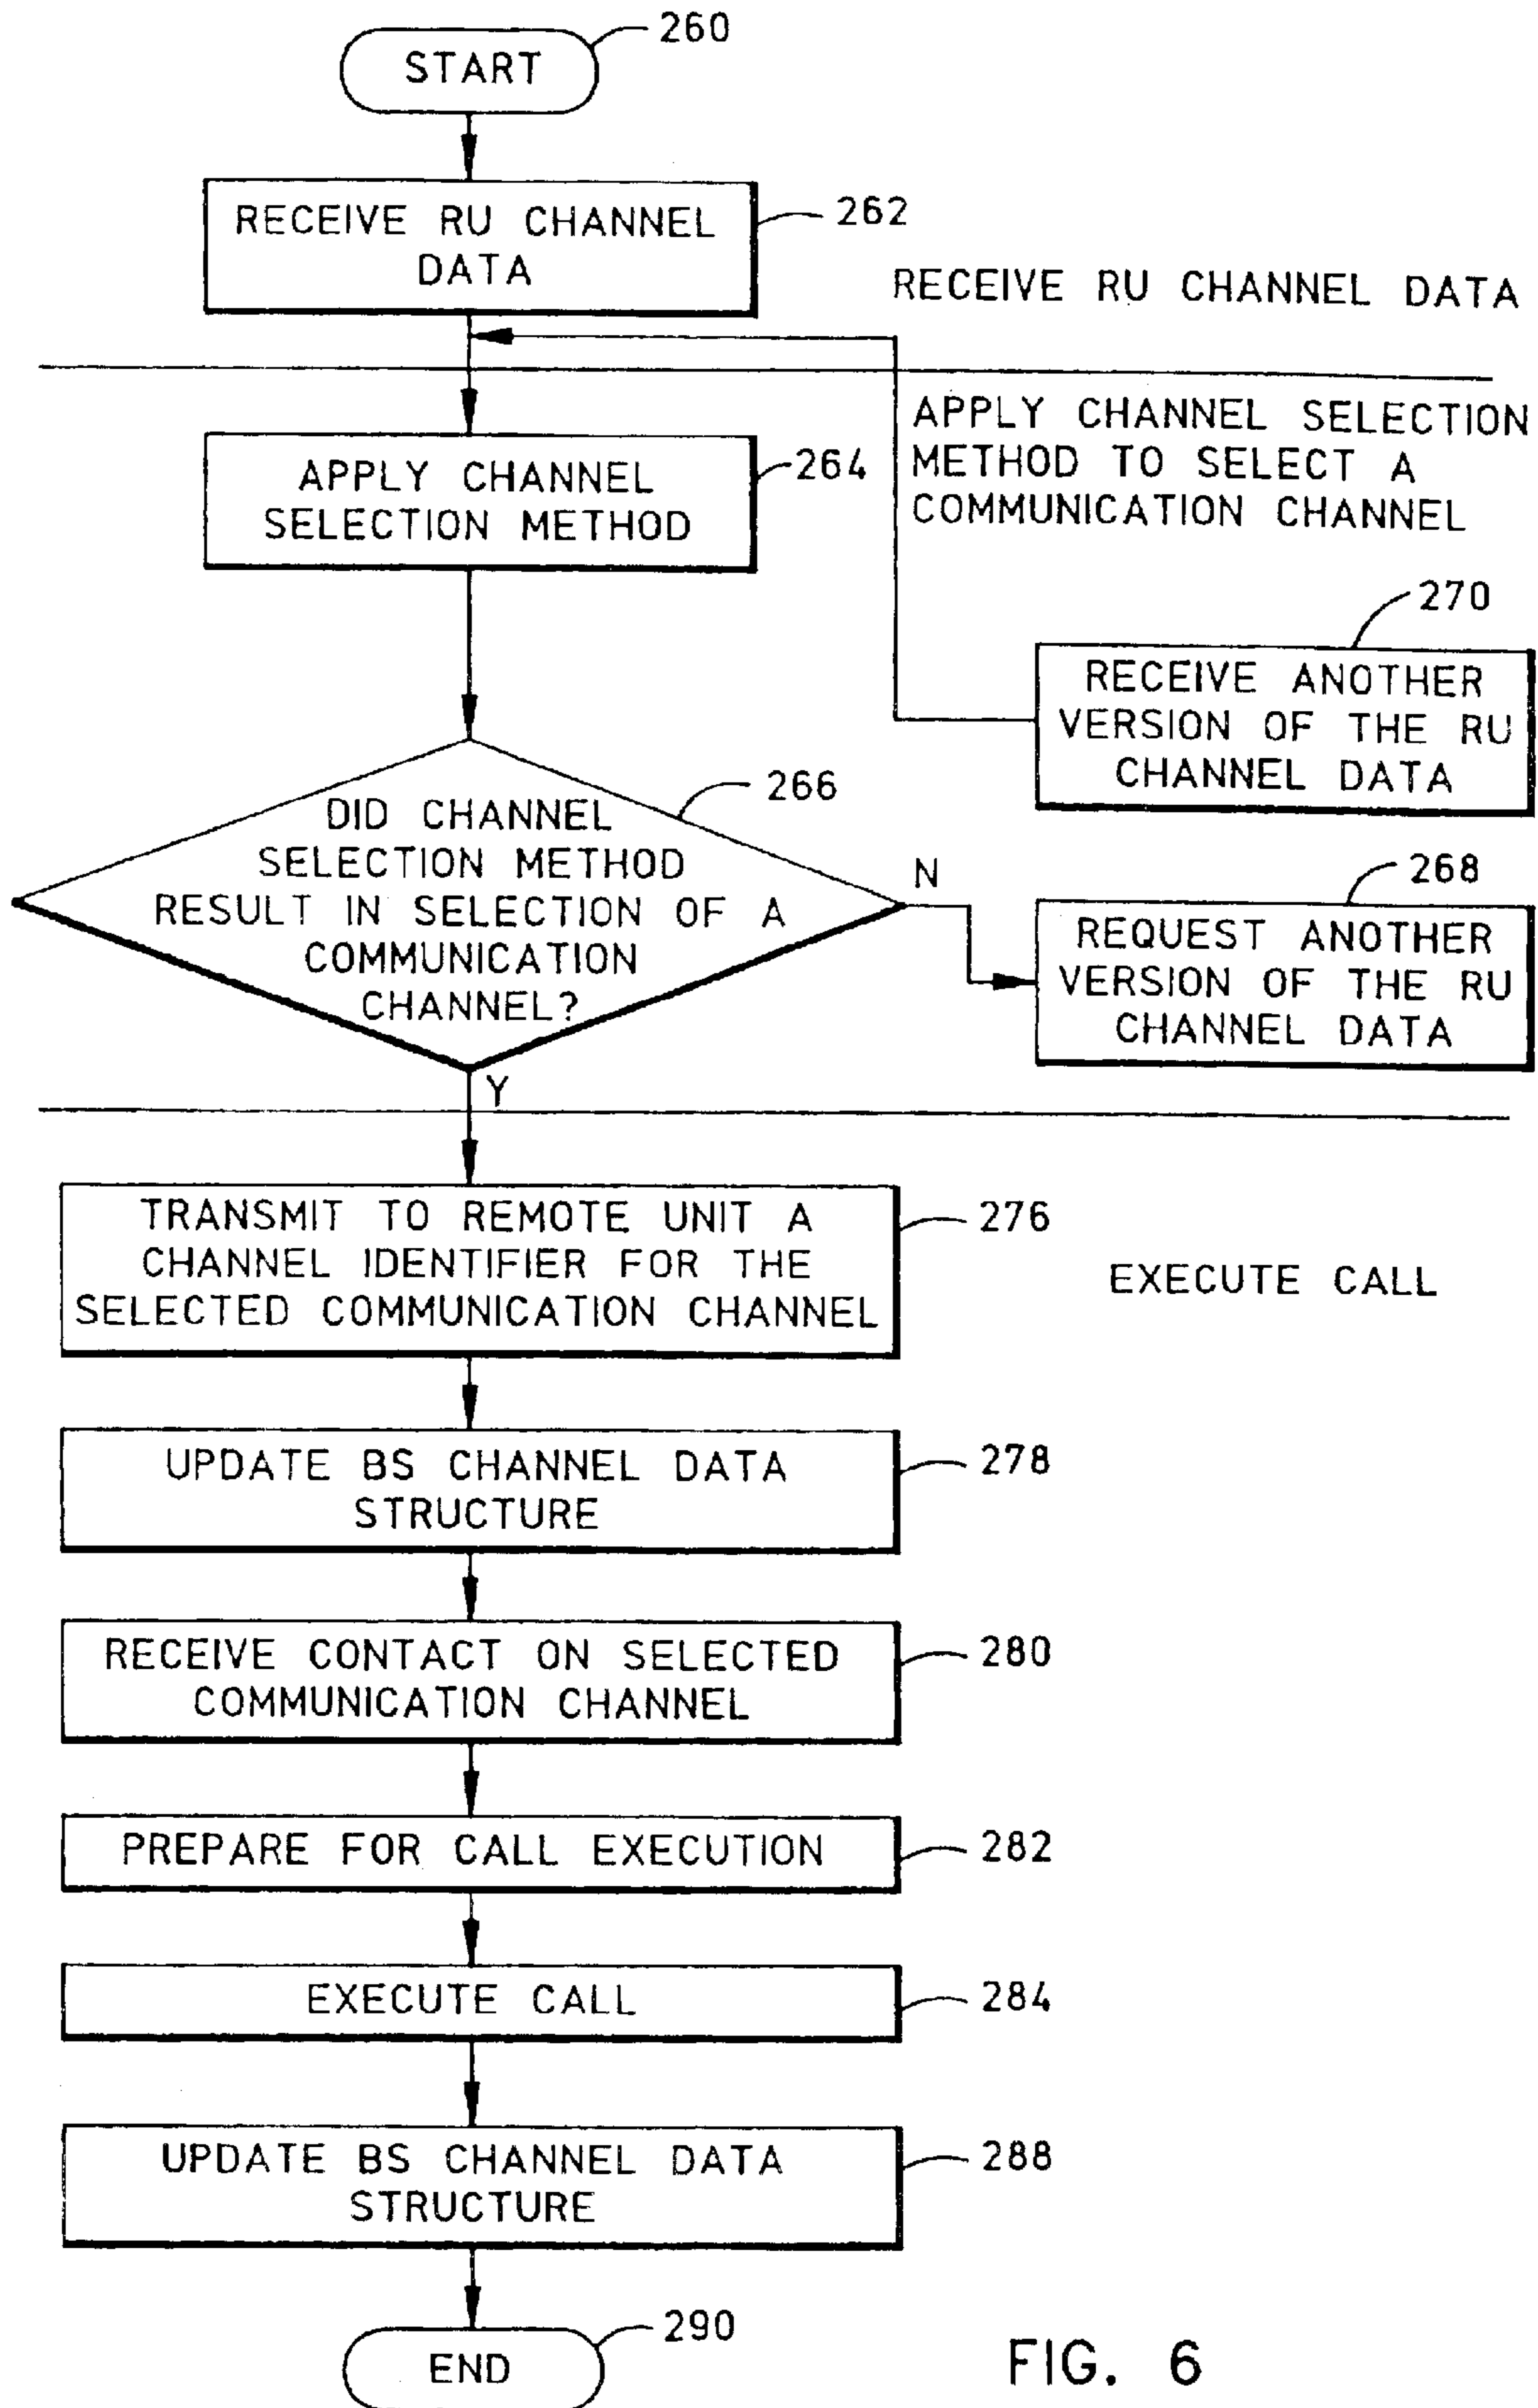 260
START
RECEIVE RU CHANNEL
DATA
262
RECEIVE RU CHANNEL DATA
APPLY CHANNEL SELECTION
METHOD TO SELECT A
COMMUNICATION CHANNEL
APPLY CHANNEL
SELECTION METHOD
264
270
RECEIVE ANOTHER
VERSION OF THE RU
CHANNEL DATA
DID CHANNEL
SELECTION METHOD
RESULT IN SELECTION OF A
COMMUNICATION
CHANNEL?
266
N
268
REQUEST ANOTHER
VERSION OF THE RU
CHANNEL DATA
Y
TRANSMIT TO REMOTE UNIT A
CHANNEL IDENTIFIER FOR THE
SELECTED COMMUNICATION CHANNEL
276
EXECUTE CALL
UPDATE BS CHANNEL DATA
STRUCTURE
278
RECEIVE CONTACT ON SELECTED
COMMUNICATION CHANNEL
280
PREPARE FOR CALL EXECUTION
282
EXECUTE CALL
284
UPDATE BS CHANNEL DATA
STRUCTURE
288
290
END
FIG. 6